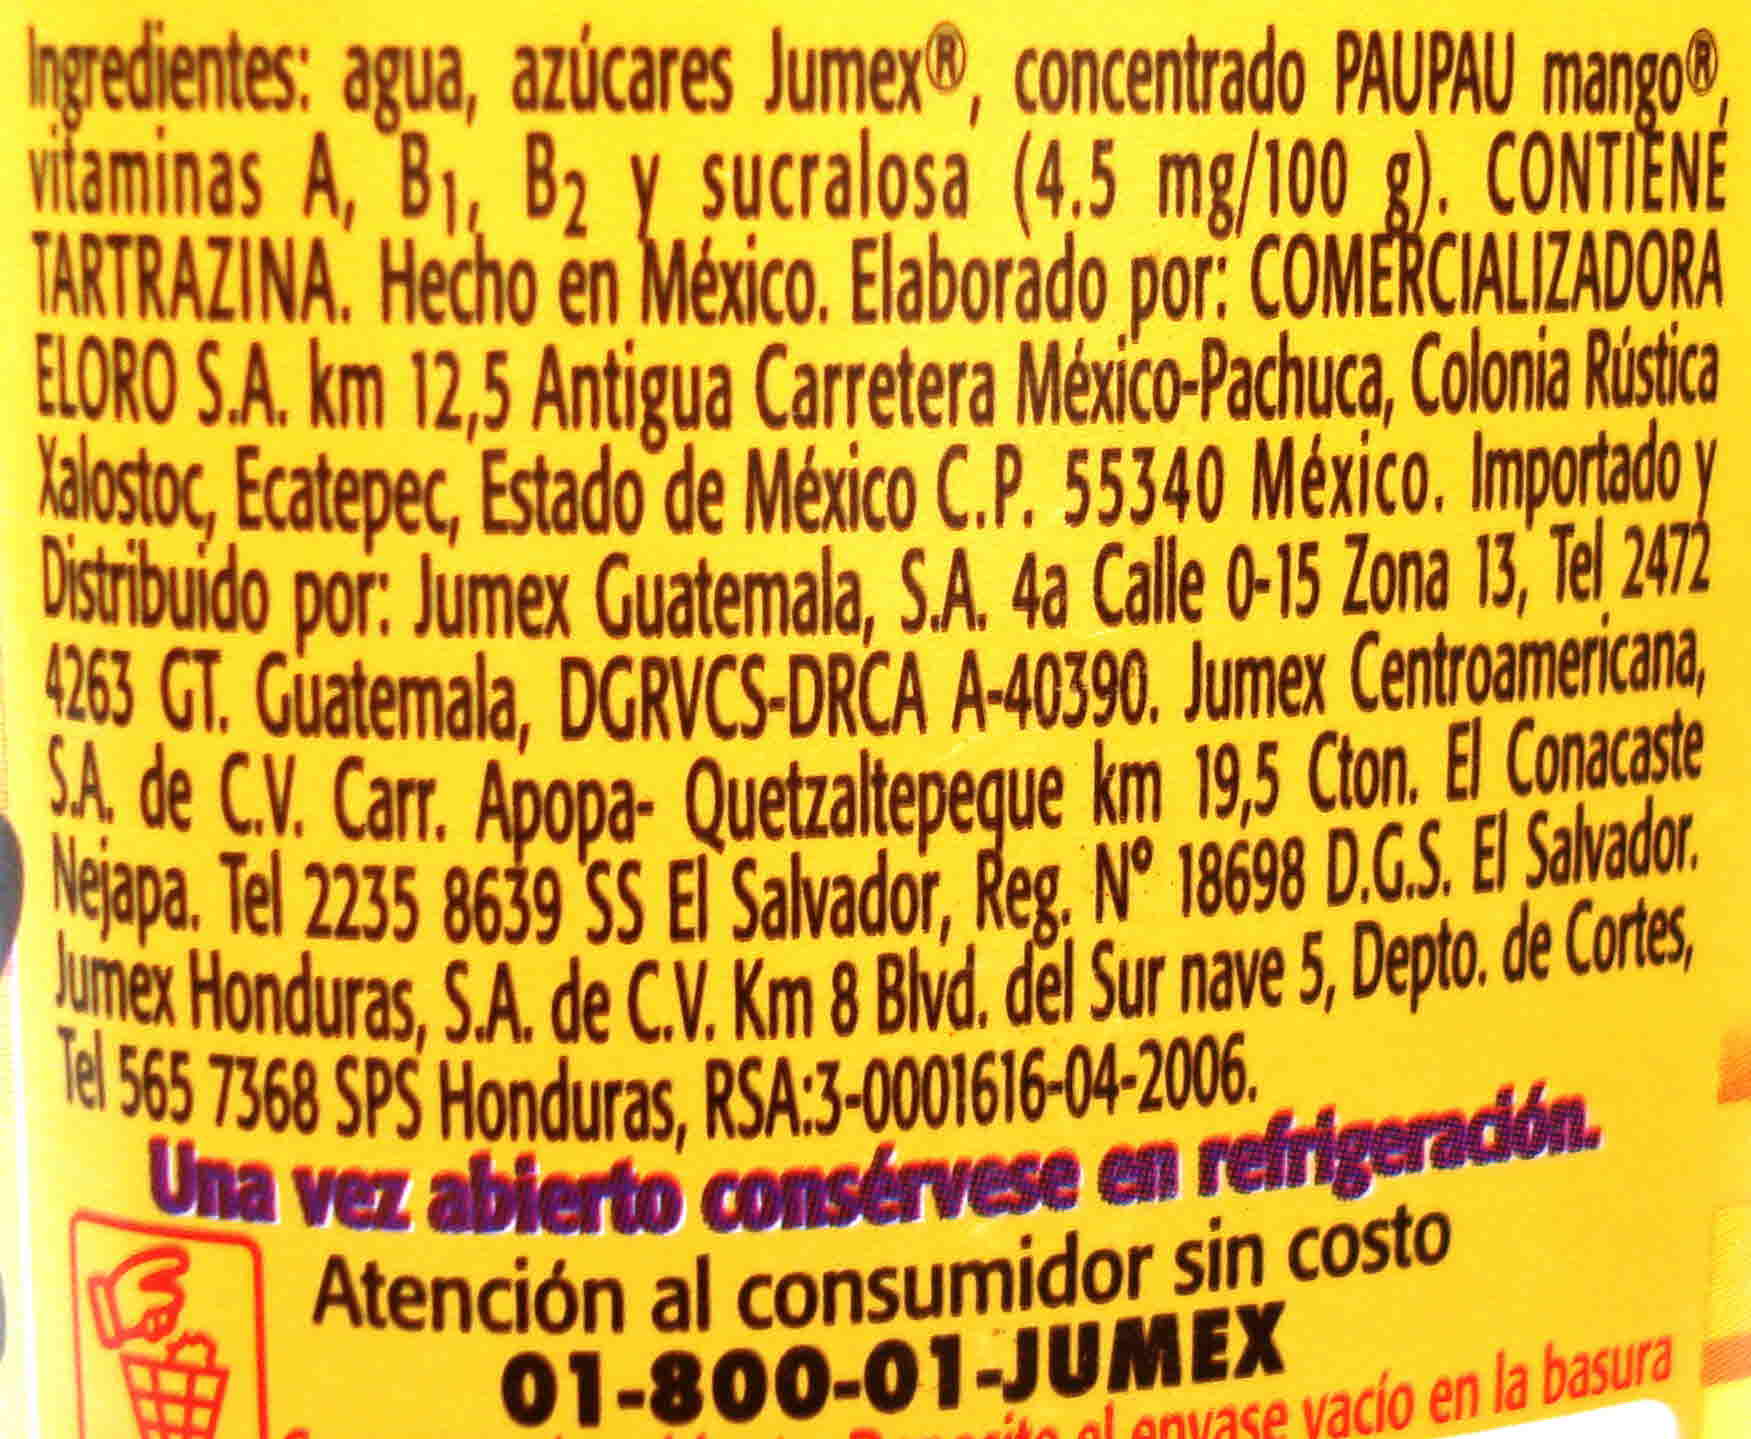 Ingredientes: agua, azúcares Jumex®, concentrado PAUPAU mango®,
vitaminas A, B₁, B₂ y sucralosa (4.5 mg/100 g). CONTIENE
TARTRAZINA. Hecho en México. Elaborado por: COMERCIALIZADORA
ELORO S.A. km 12,5 Antigua Carretera México-Pachuca, Colonia Rústica
Xalostoc, Ecatepec, Estado de México C.P. 55340 México. Importado y
Distribuido por: Jumex Guatemala, S.A. 4a Calle 0-15 Zona 13, Tel 2472
4263 GT. Guatemala, DGRVCS-DRCA A-40390. Jumex Centroamericana,
S.A. de C.V. Carr. Apopa- Quetzaltepeque km 19,5 Cton. El Conacaste
Nejapa. Tel 2235 8639 SS El Salvador, Reg. N° 18698 D.G.S. El Salvador.
Jumex Honduras, S.A. de C.V. Km 8 Blvd. del Sur nave 5, Depto. de Cortes,
Tel 565 7368 SPS Honduras, RSA:3-0001616-04-2006.
Una vez abierto consérvese en refrigeración.
Atención al consumidor sin costo
01-800-01-JUMEX
el envase vacío en la basura